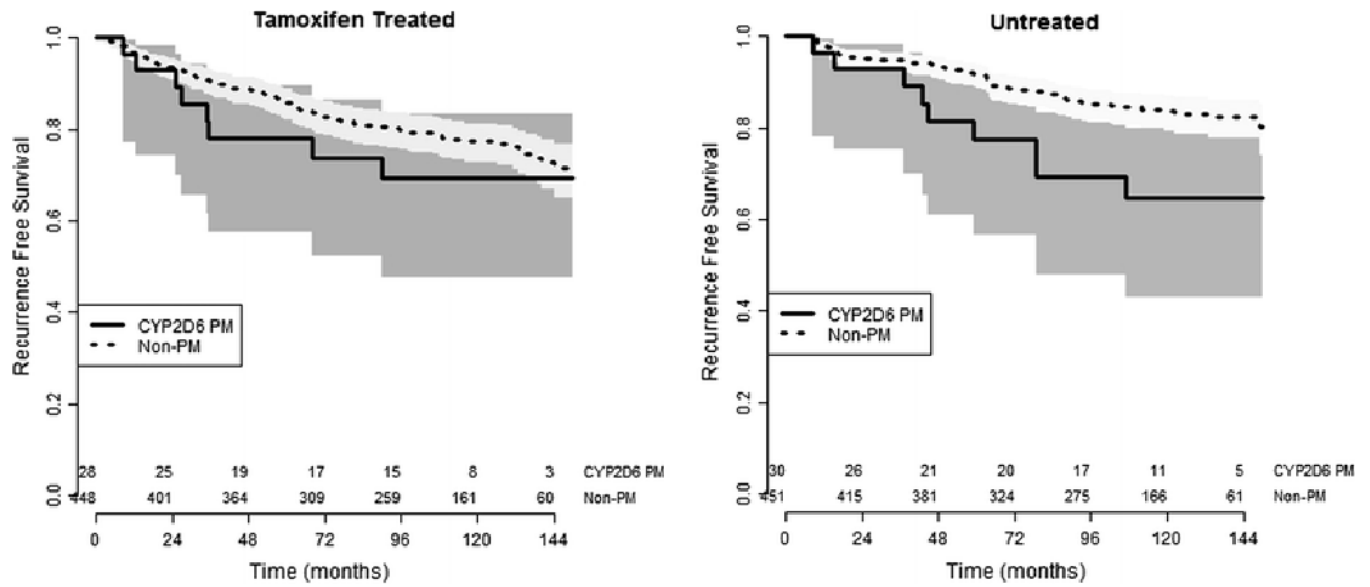 Tamoxifen Treated
Recurrence Free Survival
1.0
0.8
0.6
0.4
0.2
0.0
CYP2D6 PM
Non-PM
28 25 19 17 15 8 3 CYP2D6 PM
448 401 364 309 259 161 60 Non-PM
0 24 48 72 96 120 144
Time (months)
Untreated
Recurrence Free Survival
1.0
0.8
0.6
0.4
0.2
0.0
CYP2D6 PM
Non-PM
30 26 21 20 17 11 5 CYP2D6 PM
451 415 381 324 275 166 61 Non-PM
0 24 48 72 96 120 144
Time (months)